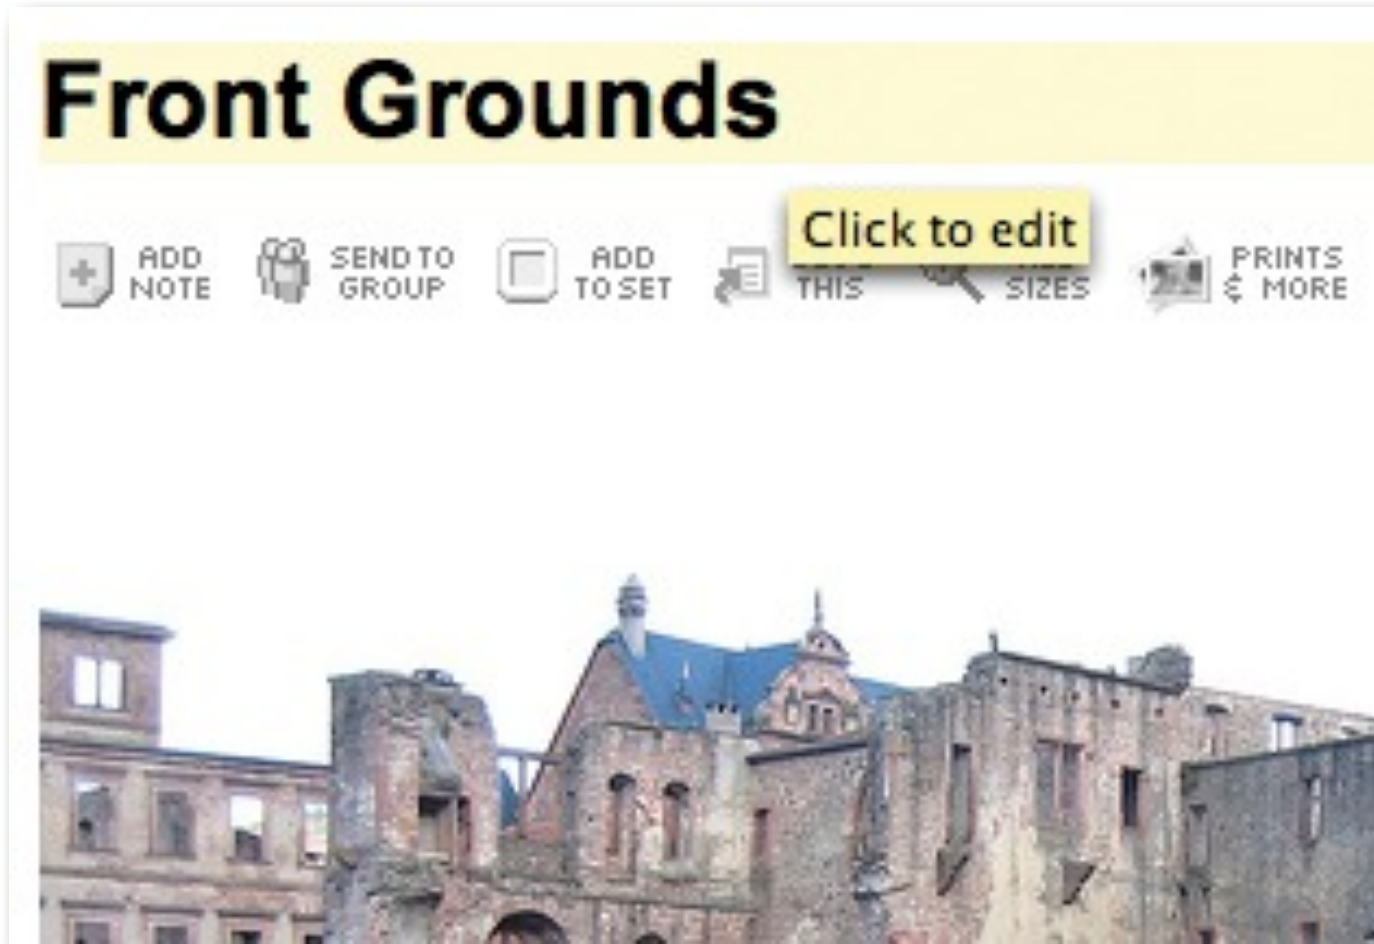 Front Grounds
Click to edit
ADD
NOTE
SEND TO
GROUP
ADD
TO SET
THIS
SIZES
PRINTS
& MORE